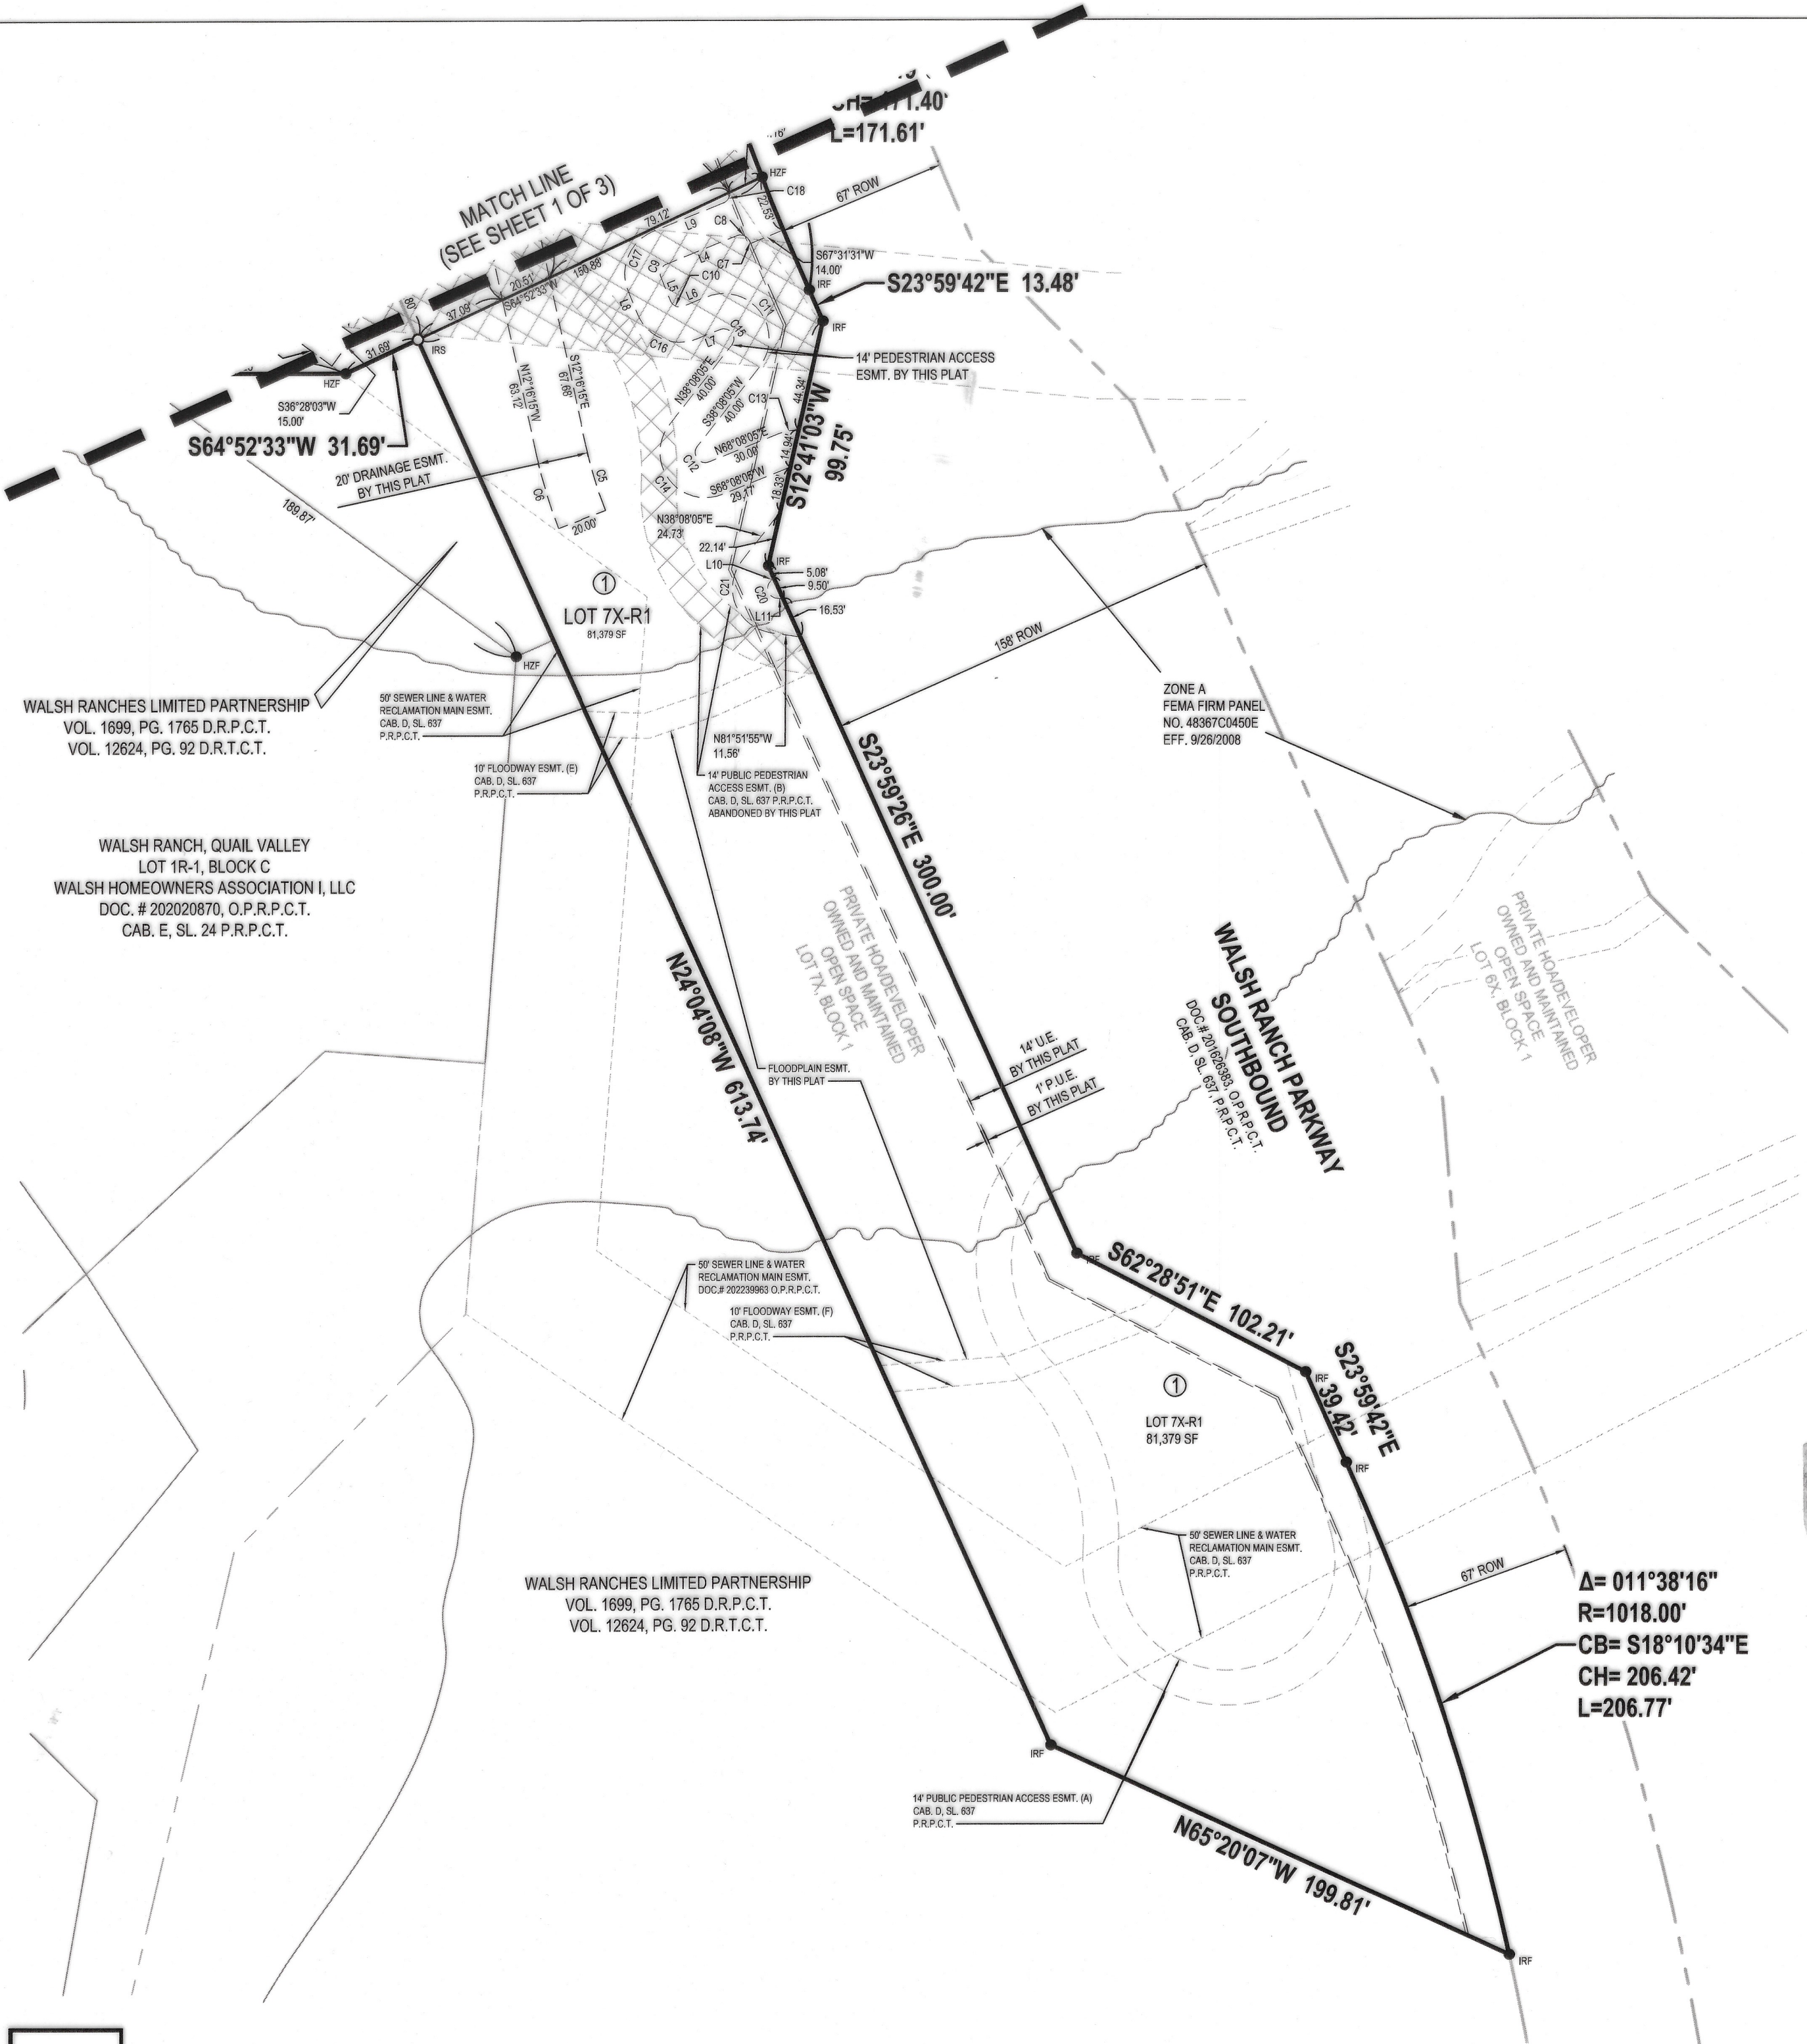 CH= 171.40'
L=171.61'
MATCH LINE
(SEE SHEET 1 OF 3)
HZF
C18
67' ROW
79.12'
L9
C8
22.53'
C17
C9
L4
C7
C10
S67°31'31"W
14.00'
20.51'
150.88'
S64°52'33"W
L5
L6
L8
C11
IRF
S23°59'42"E 13.48'
80'
37.09'
C16
L7
C15
IRF
IRS
31.69'
HZF
14' PEDESTRIAN ACCESS
ESMT. BY THIS PLAT
N12°16'15"W
63.12'
S12°16'15"E
67.68'
N38°08'05"E
40.00'
S38°08'05"W
40.00'
44.34'
S36°28'03"W
15.00'
C13
S64°52'33"W 31.69'
N68°08'05"E
30.00'
14.94'
S12°41'03"W
99.75'
20' DRAINAGE ESMT.
BY THIS PLAT
C12
C5
C6
C14
S68°08'05"W
29.17'
18.33'
189.87'
20.00'
N38°08'05"E
24.73'
22.14'
L10
IRF
5.08'
9.50'
C21
C20
L11
16.53'
1
LOT 7X-R1
81,379 SF
158' ROW
HZF
WALSH RANCHES LIMITED PARTNERSHIP
VOL. 1699, PG. 1765 D.R.P.C.T.
VOL. 12624, PG. 92 D.R.T.C.T.
50' SEWER LINE & WATER
RECLAMATION MAIN ESMT.
CAB. D, SL. 637
P.R.P.C.T.
ZONE A
FEMA FIRM PANEL
NO. 48367C0450E
EFF. 9/26/2008
N81°51'55"W
11.56'
10' FLOODWAY ESMT. (E)
CAB. D, SL. 637
P.R.P.C.T.
14' PUBLIC PEDESTRIAN
ACCESS ESMT. (B)
CAB. D, SL. 637 P.R.P.C.T.
ABANDONED BY THIS PLAT
S23°59'26"E 300.00'
WALSH RANCH, QUAIL VALLEY
LOT 1R-1, BLOCK C
WALSH HOMEOWNERS ASSOCIATION I, LLC
DOC. # 202020870, O.P.R.P.C.T.
CAB. E, SL. 24 P.R.P.C.T.
PRIVATE HOA/DEVELOPER
OWNED AND MAINTAINED
OPEN SPACE
LOT 7X, BLOCK 1
PRIVATE HOA/DEVELOPER
OWNED AND MAINTAINED
OPEN SPACE
LOT 6X, BLOCK 1
WALSH RANCH PARKWAY
SOUTHBOUND
DOC.# 201626383, O.P.R.P.C.T.
CAB. D, SL. 637, P.R.P.C.T.
N24°04'08"W 613.74'
14' U.E.
BY THIS PLAT
1' P.U.E.
BY THIS PLAT
FLOODPLAIN ESMT.
BY THIS PLAT
IRF
S62°28'51"E 102.21'
50' SEWER LINE & WATER
RECLAMATION MAIN ESMT.
DOC.# 202239963 O.P.R.P.C.T.
10' FLOODWAY ESMT. (F)
CAB. D, SL. 637
P.R.P.C.T.
IRF
S23°59'42"E
39.42'
1
LOT 7X-R1
81,379 SF
IRF
50' SEWER LINE & WATER
RECLAMATION MAIN ESMT.
CAB. D, SL. 637
P.R.P.C.T.
67' ROW
WALSH RANCHES LIMITED PARTNERSHIP
VOL. 1699, PG. 1765 D.R.P.C.T.
VOL. 12624, PG. 92 D.R.T.C.T.
Δ= 011°38'16"
R=1018.00'
CB= S18°10'34"E
CH= 206.42'
L=206.77'
IRF
14' PUBLIC PEDESTRIAN ACCESS ESMT. (A)
CAB. D, SL. 637
P.R.P.C.T.
N65°20'07"W 199.81'
IRF